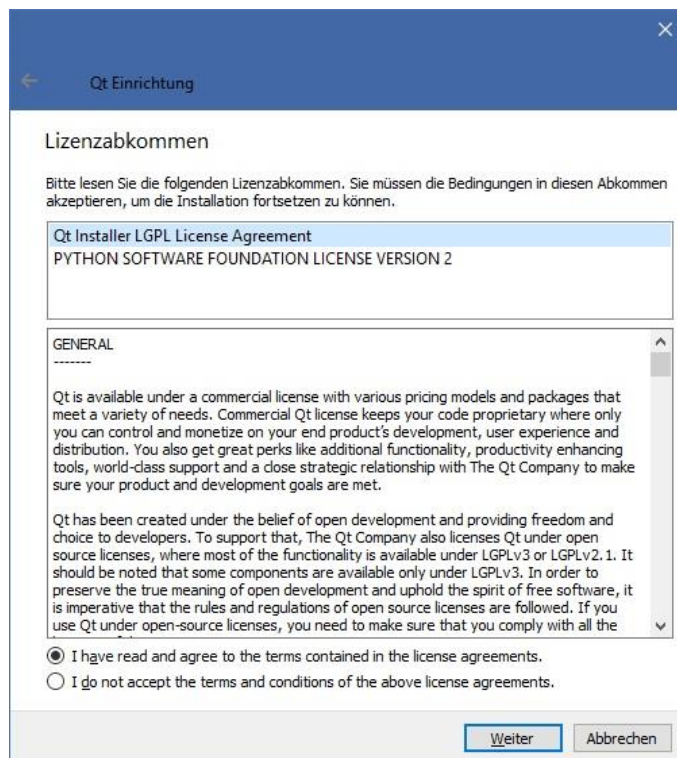 Qt Einrichtung
Lizenzabkommen
Bitte lesen Sie die folgenden Lizenzabkommen. Sie müssen die Bedingungen in diesen Abkommen
akzeptieren, um die Installation fortsetzen zu können.
Qt Installer LGPL License Agreement
PYTHON SOFTWARE FOUNDATION LICENSE VERSION 2
GENERAL
-------
Qt is available under a commercial license with various pricing models and packages that
meet a variety of needs. Commercial Qt license keeps your code proprietary where only
you can control and monetize on your end product's development, user experience and
distribution. You also get great perks like additional functionality, productivity enhancing
tools, world-class support and a close strategic relationship with The Qt Company to make
sure your product and development goals are met.
Qt has been created under the belief of open development and providing freedom and
choice to developers. To support that, The Qt Company also licenses Qt under open
source licenses, where most of the functionality is available under LGPLv3 or LGPLv2.1. It
should be noted that some components are available only under LGPLv3. In order to
preserve the true meaning of open development and uphold the spirit of free software, it
is imperative that the rules and regulations of open source licenses are followed. If you
use Qt under open-source licenses, you need to make sure that you comply with all the
I have read and agree to the terms contained in the license agreements.
I do not accept the terms and conditions of the above license agreements.
Weiter Abbrechen